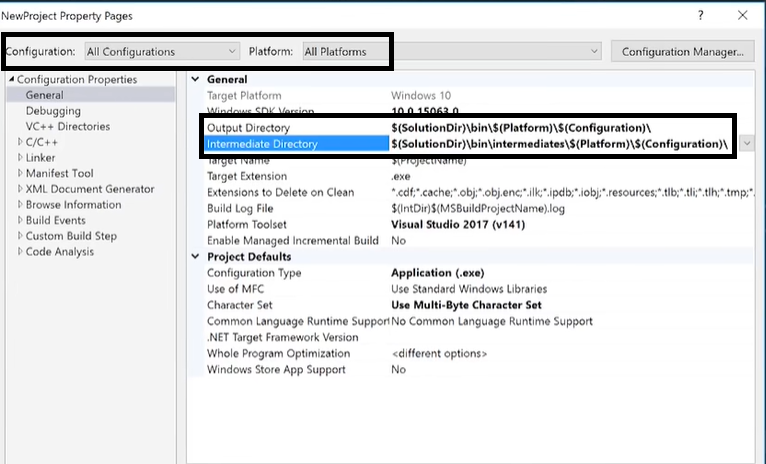 NewProject Property Pages
Configuration: All Configurations Platform: All Platforms Configuration Manager...
Configuration Properties
General
Debugging
VC++ Directories
C/C++
Linker
Manifest Tool
XML Document Generator
Browse Information
Build Events
Custom Build Step
Code Analysis
General
Target Platform Windows 10
Windows SDK Version 10.0.15063.0
Output Directory $(SolutionDir)\bin\$(Platform)\$(Configuration)\
Intermediate Directory $(SolutionDir)\bin\intermediates\$(Platform)\$(Configuration)\
Target Name $(ProjectName)
Target Extension .exe
Extensions to Delete on Clean *.cdf;*.cache;*.obj;*.obj.enc;*.ilk;*.ipdb;*.iobj;*.resources;*.tlb;*.tli;*.tlh;*.tmp;*.
Build Log File $(IntDir)$(MSBuildProjectName).log
Platform Toolset Visual Studio 2017 (v141)
Enable Managed Incremental Build No
Project Defaults
Configuration Type Application (.exe)
Use of MFC Use Standard Windows Libraries
Character Set Use Multi-Byte Character Set
Common Language Runtime Support No Common Language Runtime Support
.NET Target Framework Version
Whole Program Optimization <different options>
Windows Store App Support No